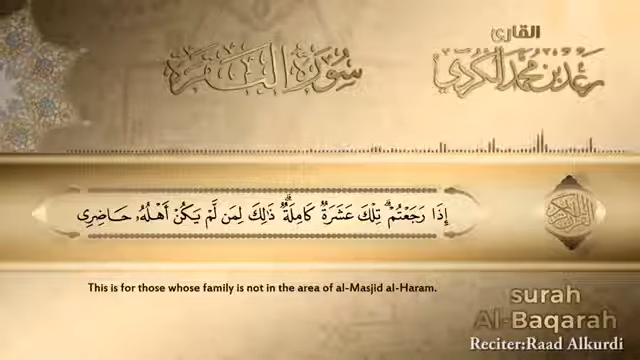 سورة البقرة
القارئ
رعد بن محمد الكردي
إِذَا رَجَعْتُمْ ۗ تِلْكَ عَشَرَةٌ كَامِلَةٌ ۗ ذَٰلِكَ لِمَن لَّمْ يَكُنْ أَهْلُهُۥ حَاضِرِى
This is for those whose family is not in the area of al-Masjid al-Haram.
surah
Al-Baqarah
Reciter:Raad Alkurdi